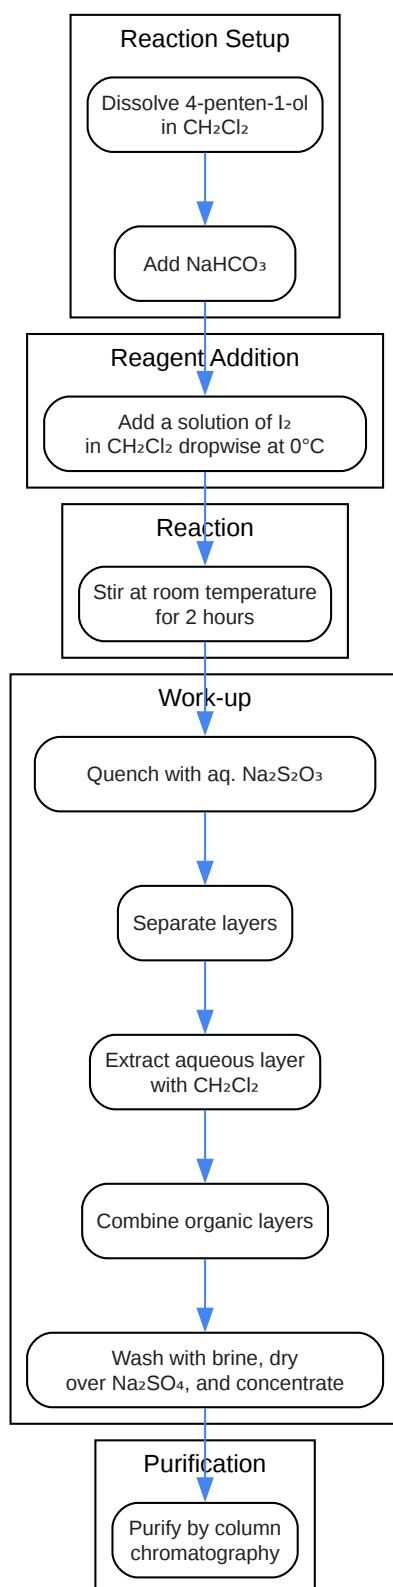 Reaction Setup
Dissolve 4-penten-1-ol
in CH₂Cl₂
Add NaHCO₃
Reagent Addition
Add a solution of I₂
in CH₂Cl₂ dropwise at 0°C
Reaction
Stir at room temperature
for 2 hours
Work-up
Quench with aq. Na₂S₂O₃
Separate layers
Extract aqueous layer
with CH₂Cl₂
Combine organic layers
Wash with brine, dry
over Na₂SO₄, and concentrate
Purification
Purify by column
chromatography